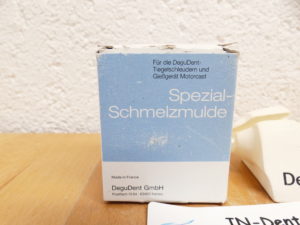 Für die DeguDent-
Tiegelschleudern und
Gießgerät Motorcast
Spezial-
Schmelzmulde
Made in France
DeguDent GmbH
De
TN-Dent